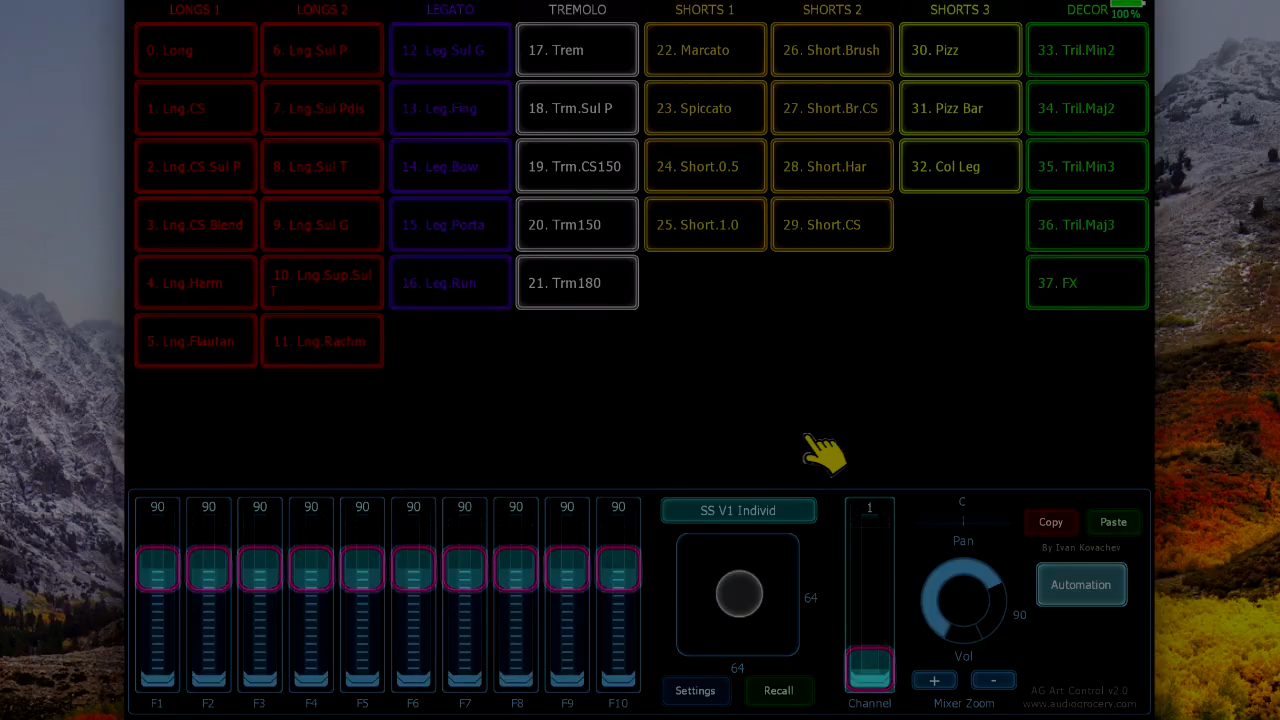 LONGS 1
LONGS 2
LEGATO
TREMOLO
SHORTS 1
SHORTS 2
SHORTS 3
DECOR
100 %
0. Long
6. Lng Sul P
12 Leg Sul G
17. Trem
22. Marcato
26. Short.Brush
30. Pizz
33. Tril.Min2
1. Lng.CS
7. Lng.Sul Pdis
18. Trm.Sul P
23. Spiccato
27. Short.Br.CS
31. Pizz Bar
34. Tril.Maj2
2. Lng.CS.Sul P
8. Lng.Sul T
14. Leg.Bow
19. Trm.CS150
24. Short.0.5
28. Short.Har
32. Col Leg
35. Tril.Min3
3. Lng.CS Blend
9. Lng.Sul G
15. Leg.Porta
20. Trm150
25. Short.1.0
29. Short.CS
36. Tril.Maj3
4. Lng.Harm
10. Lng.Sup.Sul
T
16. Leg.Run
21. Trm180
37. FX
5. Lng.Flautan
11. Lng.Rachm
90 90 90 90 90 90 90 90 90 90
SS V1 Individ
1
C
Pan
Copy
Paste
By Ivan Kovachev
Automation
64
90
64
Vol
Settings
Recall
+
-
AG Art Control v2.0
F1 F2 F3 F4 F5 F6 F7 F8 F9 F10
Channel
Mixer Zoom
www.audiogrocery.com